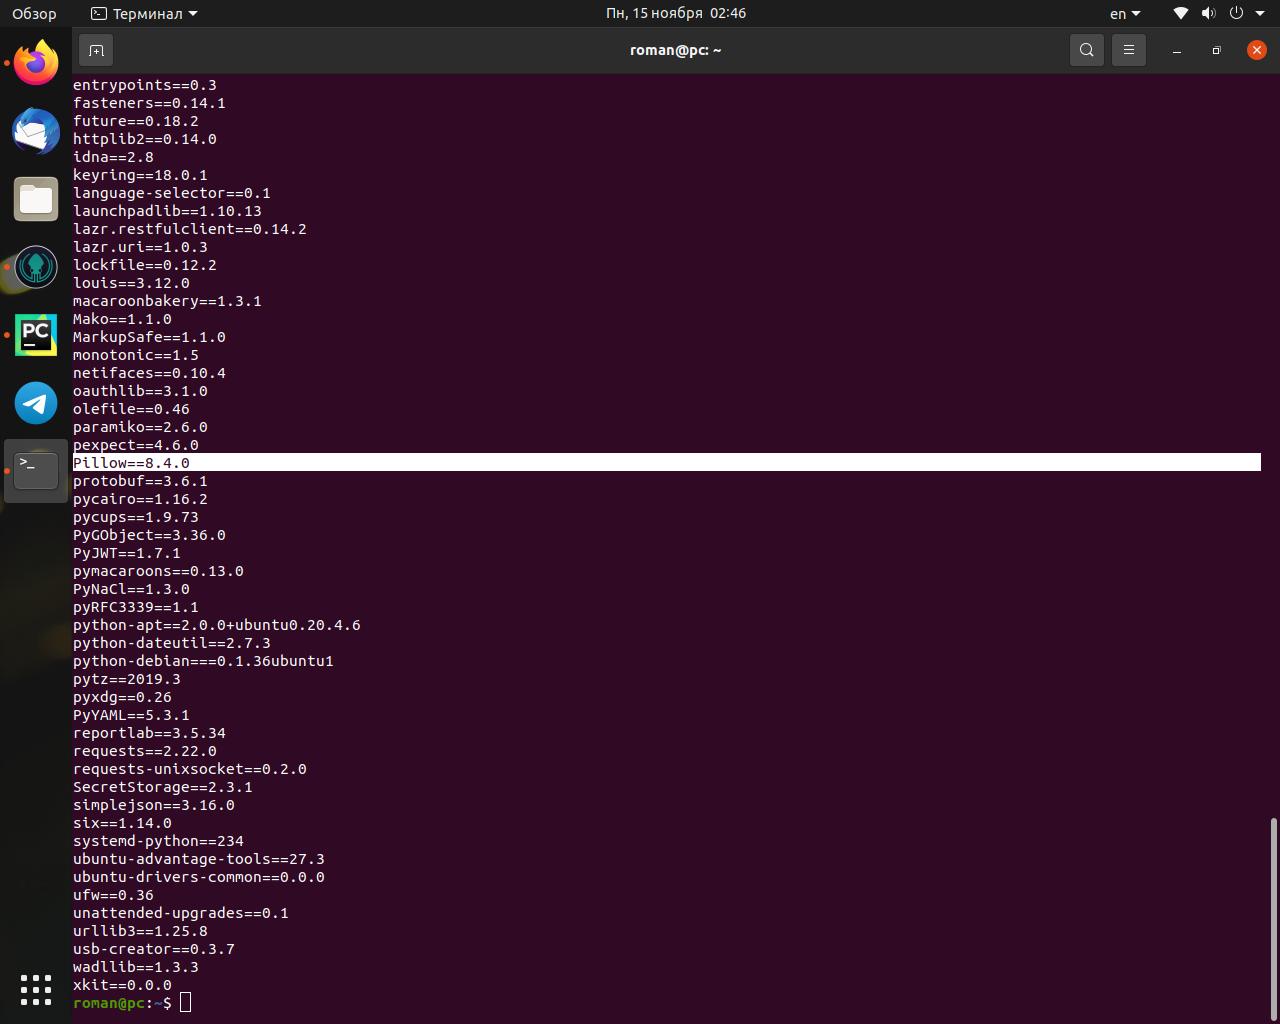 Обзор
Терминал
Пн, 15 ноября 02:46
en
roman@pc: ~
entrypoints==0.3
fasteners==0.14.1
future==0.18.2
httplib2==0.14.0
idna==2.8
keyring==18.0.1
language-selector==0.1
launchpadlib==1.10.13
lazr.restfulclient==0.14.2
lazr.uri==1.0.3
lockfile==0.12.2
louis==3.12.0
macaroonbakery==1.3.1
Mako==1.1.0
MarkupSafe==1.1.0
monotonic==1.5
netifaces==0.10.4
oauthlib==3.1.0
olefile==0.46
paramiko==2.6.0
pexpect==4.6.0
Pillow==8.4.0
protobuf==3.6.1
pycairo==1.16.2
pycups==1.9.73
PyGObject==3.36.0
PyJWT==1.7.1
pymacaroons==0.13.0
PyNaCl==1.3.0
pyRFC3339==1.1
python-apt==2.0.0+ubuntu0.20.4.6
python-dateutil==2.7.3
python-debian===0.1.36ubuntu1
pytz==2019.3
pyxdg==0.26
PyYAML==5.3.1
reportlab==3.5.34
requests==2.22.0
requests-unixsocket==0.2.0
SecretStorage==2.3.1
simplejson==3.16.0
six==1.14.0
systemd-python==234
ubuntu-advantage-tools==27.3
ubuntu-drivers-common==0.0.0
ufw==0.36
unattended-upgrades==0.1
urllib3==1.25.8
usb-creator==0.3.7
wadllib==1.3.3
xkit==0.0.0
roman@pc:~$
PC
>_